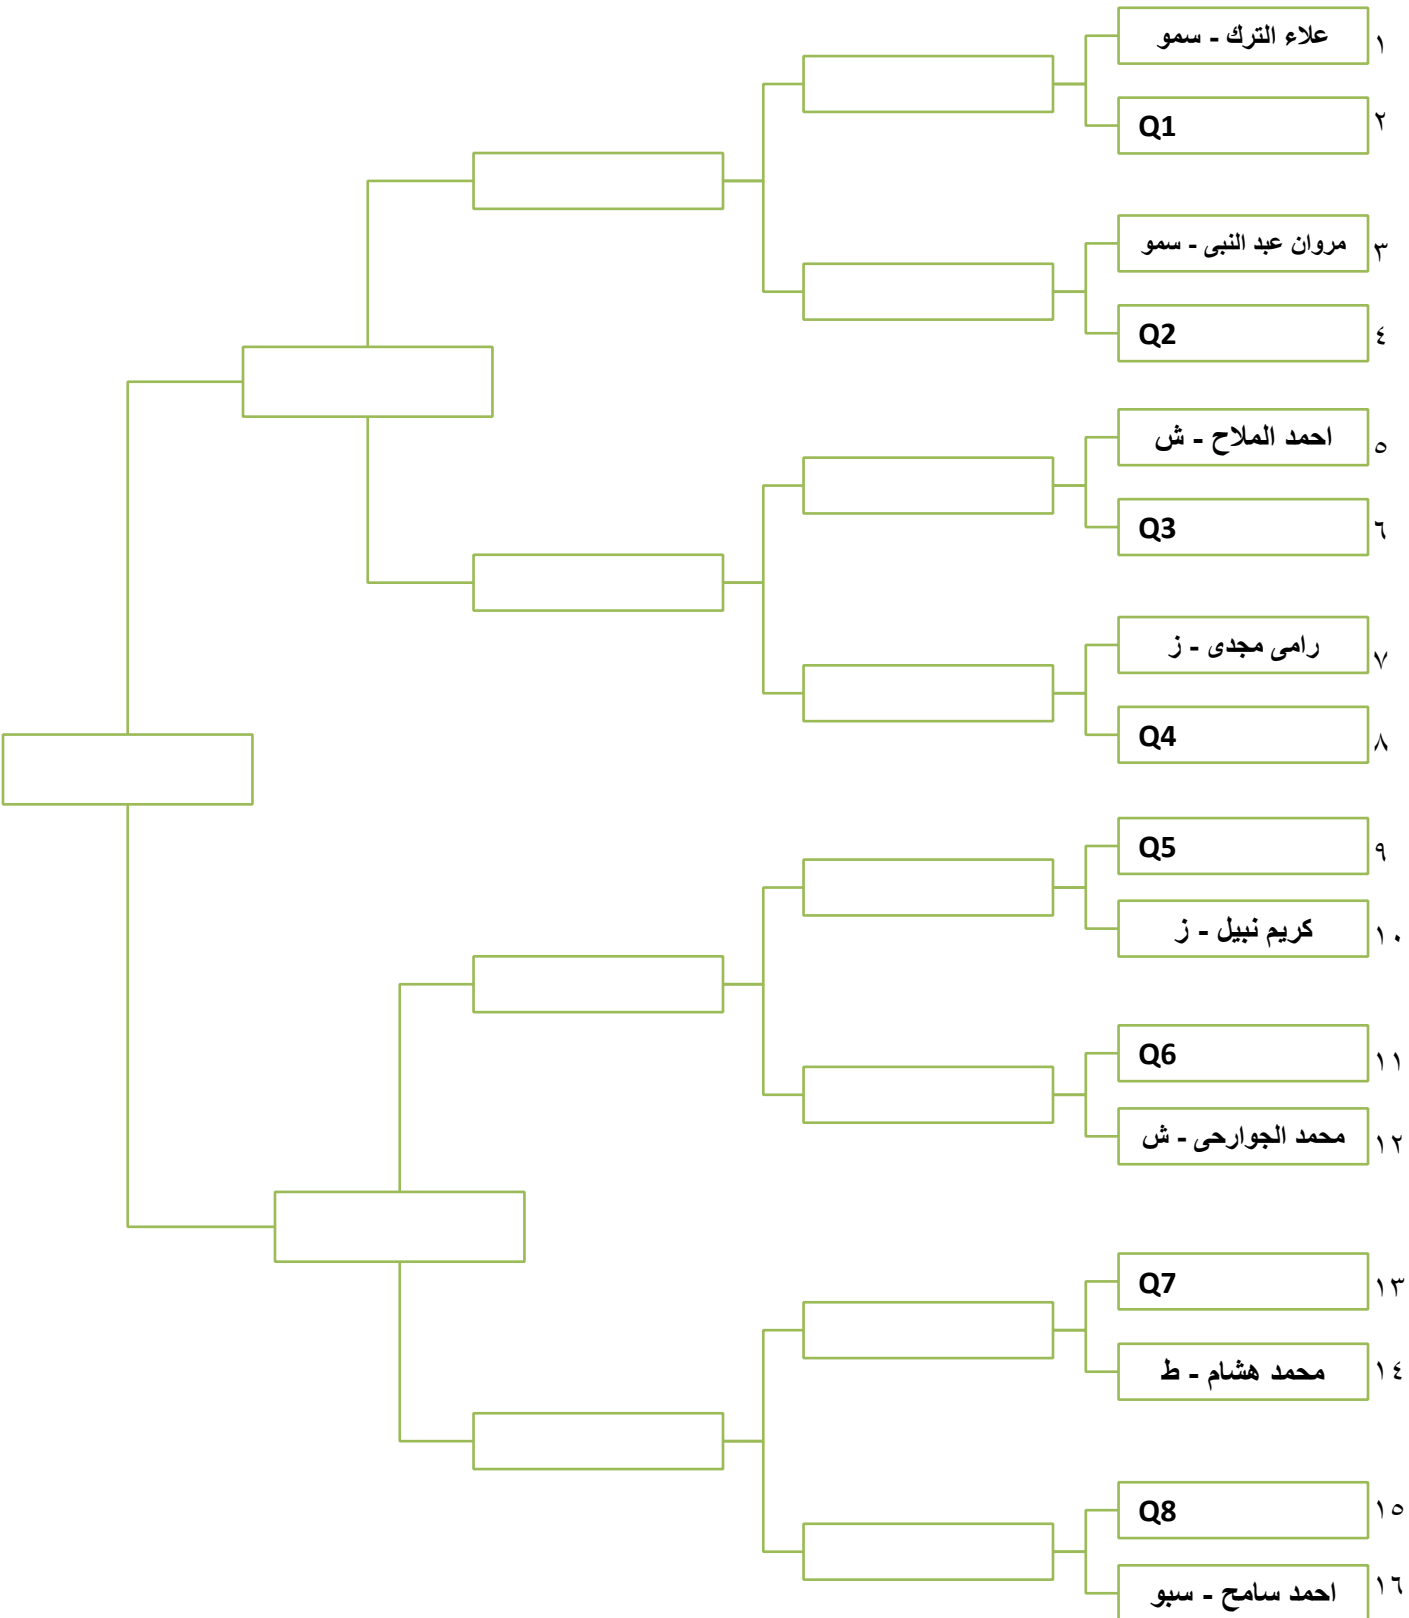 علاء الترك - سمو ١
Q1 ٢
مروان عبد النبى - سمو ٣
Q2 ٤
احمد الملاح - ش ٥
Q3 ٦
رامى مجدى - ز ٧
Q4 ٨
Q5 ٩
كريم نبيل - ز ١٠
Q6 ١١
محمد الجوارحى - ش ١٢
Q7 ١٣
محمد هشام - ط ١٤
Q8 ١٥
احمد سامح - سبو ١٦